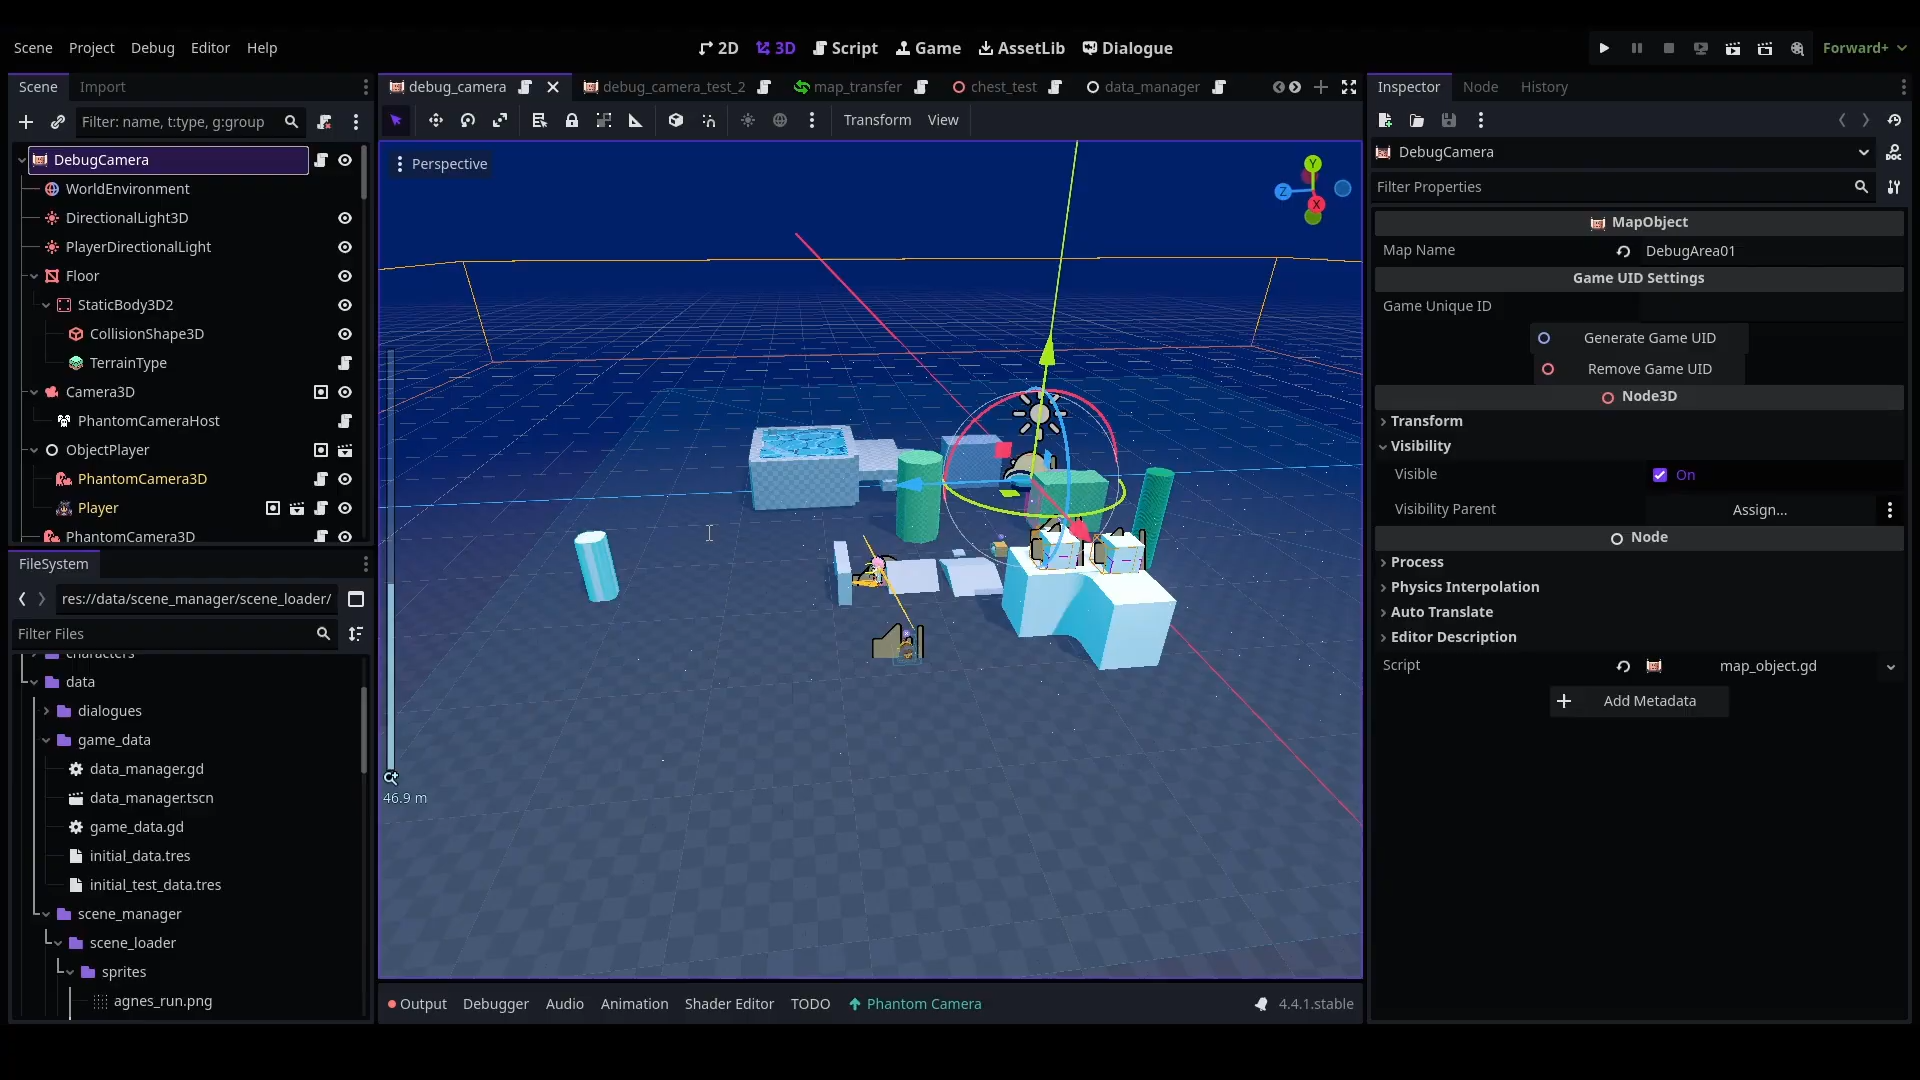 Scene Project Debug Editor Help
2D 3D Script Game AssetLib Dialogue
Forward+
Scene Import
Filter: name, t:type, g:group
DebugCamera
WorldEnvironment
DirectionalLight3D
PlayerDirectionalLight
Floor
StaticBody3D2
CollisionShape3D
TerrainType
Camera3D
PhantomCameraHost
ObjectPlayer
PhantomCamera3D
Player
PhantomCamera3D
FileSystem
res://data/scene_manager/scene_loader/
Filter Files
characters
data
dialogues
game_data
data_manager.gd
data_manager.tscn
game_data.gd
initial_data.tres
initial_test_data.tres
scene_manager
scene_loader
sprites
agnes_run.png
debug_camera debug_camera_test_2 map_transfer chest_test data_manager
Transform View
Perspective
Y
Z
X
46.9 m
Output Debugger Audio Animation Shader Editor TODO Phantom Camera 4.4.1.stable
Inspector Node History
DebugCamera
Filter Properties
MapObject
Map Name DebugArea01
Game UID Settings
Game Unique ID
Generate Game UID
Remove Game UID
Node3D
Transform
Visibility
Visible On
Visibility Parent Assign...
Node
Process
Physics Interpolation
Auto Translate
Editor Description
Script map_object.gd
Add Metadata